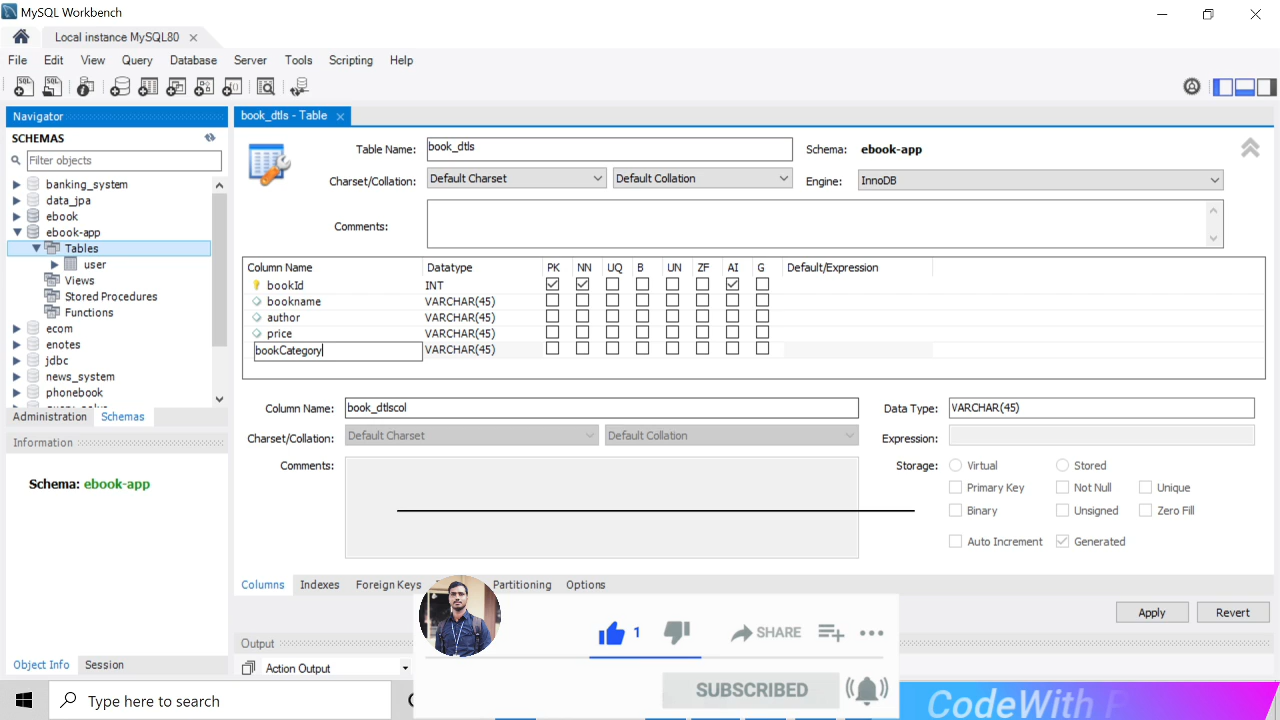 MySQL Workbench
Local instance MySQL80
File Edit View Query Database Server Tools Scripting Help
Navigator
SCHEMAS
Filter objects
banking_system
data_jpa
ebook
ebook-app
Tables
user
Views
Stored Procedures
Functions
ecom
enotes
jdbc
news_system
phonebook
Administration Schemas
Information
Schema: ebook-app
Object Info Session
book_dtls - Table
Table Name: book_dtls Schema: ebook-app
Charset/Collation: Default Charset Default Collation Engine: InnoDB
Comments:
Column Name Datatype PK NN UQ B UN ZF AI G Default/Expression
bookId INT
bookname VARCHAR(45)
author VARCHAR(45)
price VARCHAR(45)
bookCategory VARCHAR(45)
Column Name: book_dtlscol Data Type: VARCHAR(45)
Charset/Collation: Default Charset Default Collation Expression:
Comments: Storage: Virtual Stored
Primary Key Not Null Unique
Binary Unsigned Zero Fill
Auto Increment Generated
Columns Indexes Foreign Keys Partitioning Options
Apply Revert
Output
Action Output
1 SHARE
SUBSCRIBED
Type here to search
CodeWith